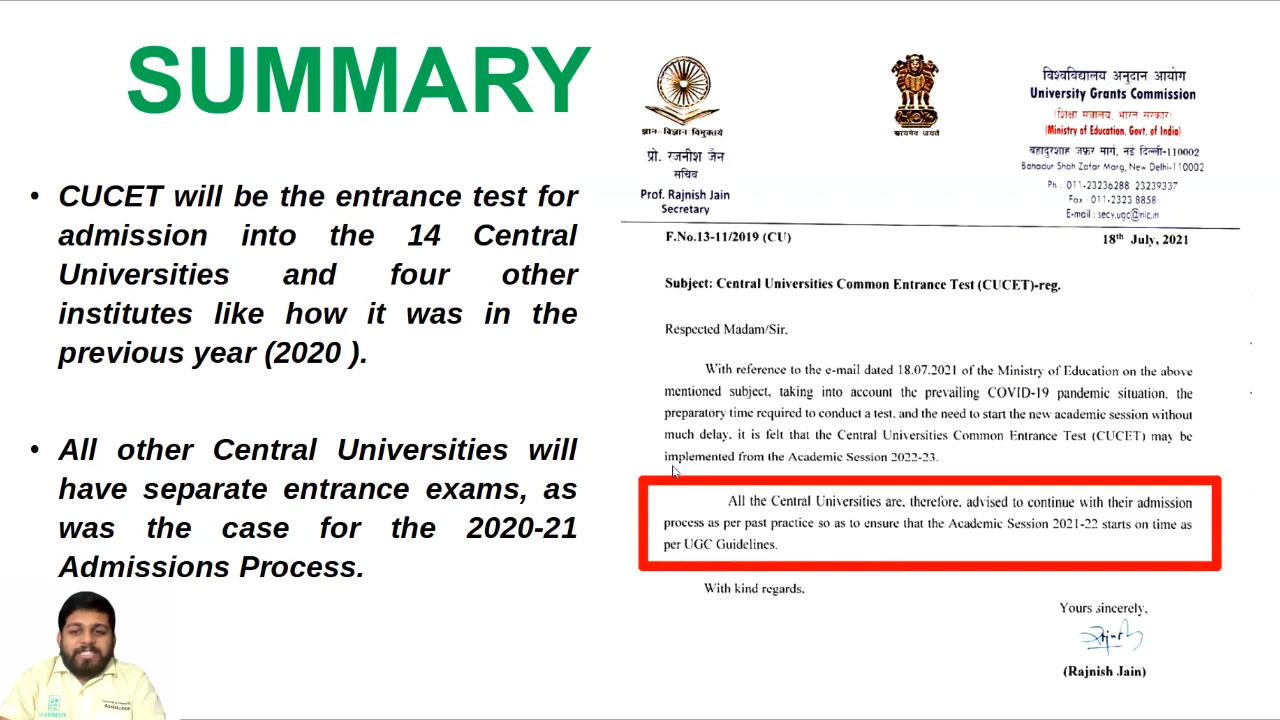 SUMMARY
• CUCET will be the entrance test for
admission into the 14 Central
Universities and four other
institutes like how it was in the
previous year (2020 ).
• All other Central Universities will
have separate entrance exams, as
was the case for the 2020-21
Admissions Process.
ज्ञान-विज्ञान विमुक्तये
प्रो. रजनीश जैन
सचिव
Prof. Rajnish Jain
Secretary
सत्यमेव जयते
विश्वविद्यालय अनुदान आयोग
University Grants Commission
(शिक्षा मंत्रालय, भारत सरकार)
(Ministry of Education, Govt. of India)
बहादुरशाह ज़फ़र मार्ग, नई दिल्ली-110002
Bahadur Shah Zafar Marg, New Delhi-110002
Ph : 011-23236288 23239337
Fax : 011-2323 8858
E-mail : secy.ugc@nic.in
F.No.13-11/2019 (CU) 18th July, 2021
Subject: Central Universities Common Entrance Test (CUCET)-reg.
Respected Madam/Sir,
With reference to the e-mail dated 18.07.2021 of the Ministry of Education on the above
mentioned subject, taking into account the prevailing COVID-19 pandemic situation, the
preparatory time required to conduct a test, and the need to start the new academic session without
much delay, it is felt that the Central Universities Common Entrance Test (CUCET) may be
implemented from the Academic Session 2022-23.
All the Central Universities are, therefore, advised to continue with their admission
process as per past practice so as to ensure that the Academic Session 2021-22 starts on time as
per UGC Guidelines.
With kind regards,
Yours sincerely,
(Rajnish Jain)
Assistance